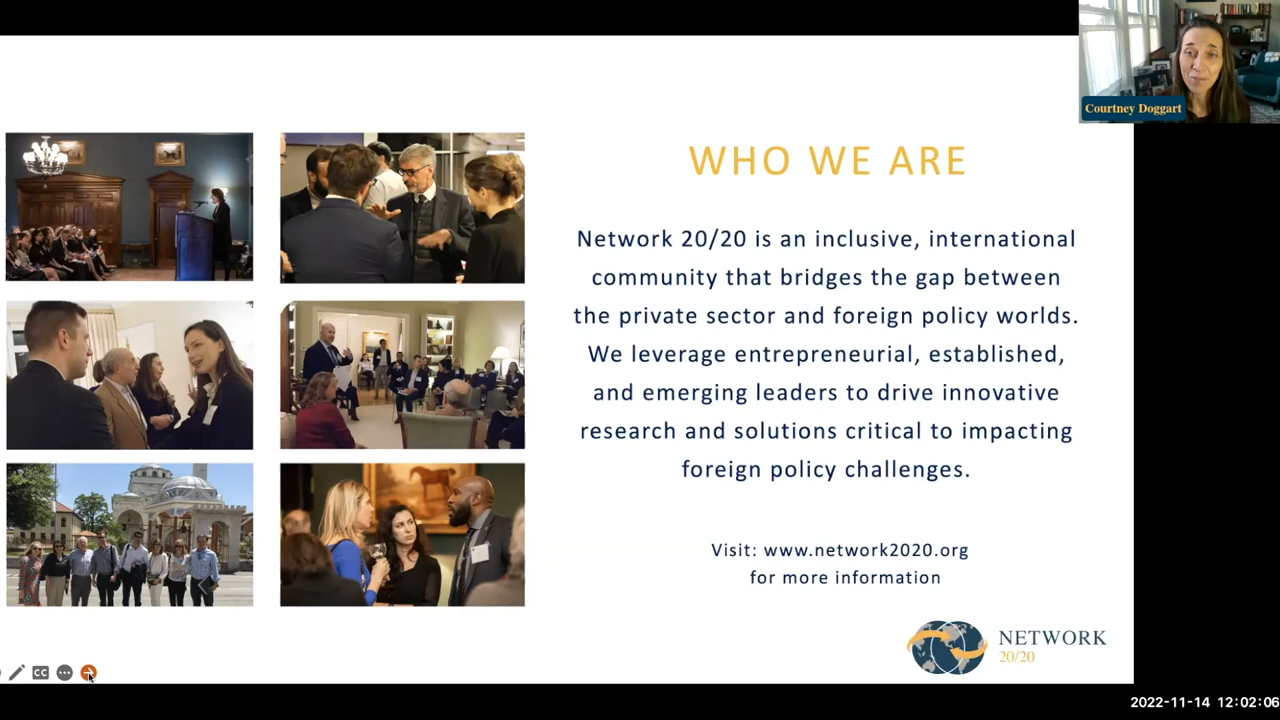 Courtney Doggart
WHO WE ARE
Network 20/20 is an inclusive, international
community that bridges the gap between
the private sector and foreign policy worlds.
We leverage entrepreneurial, established,
and emerging leaders to drive innovative
research and solutions critical to impacting
foreign policy challenges.
Visit: www.network2020.org
for more information
NETWORK
20/20
CC
2022-11-14 12:02:06